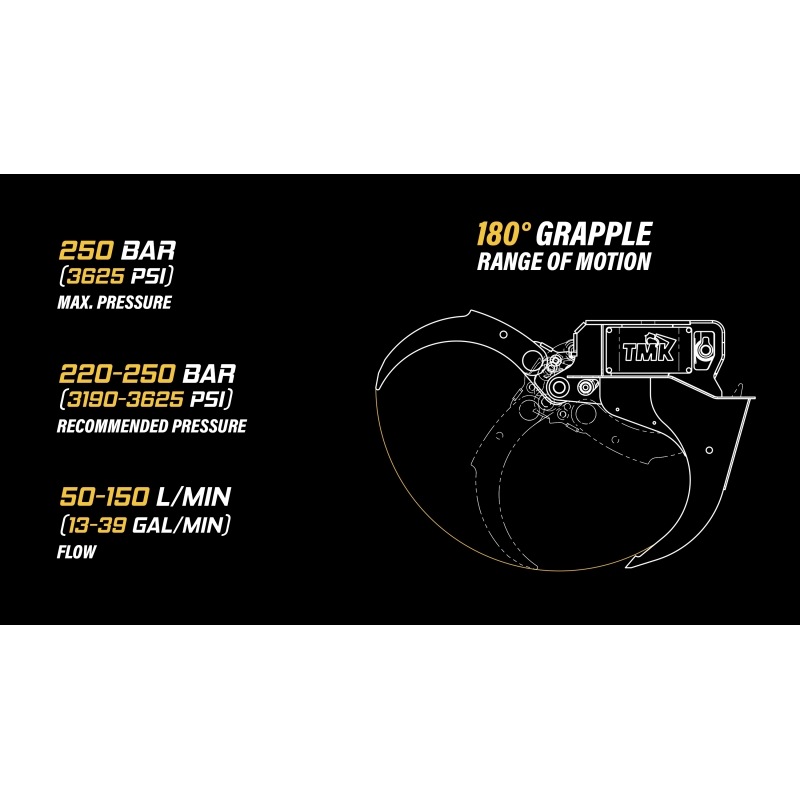 250 BAR
(3625 PSI)
MAX. PRESSURE
220-250 BAR
(3190-3625 PSI)
RECOMMENDED PRESSURE
50-150 L/MIN
(13-39 GAL/MIN)
FLOW
180° GRAPPLE
RANGE OF MOTION
TMK